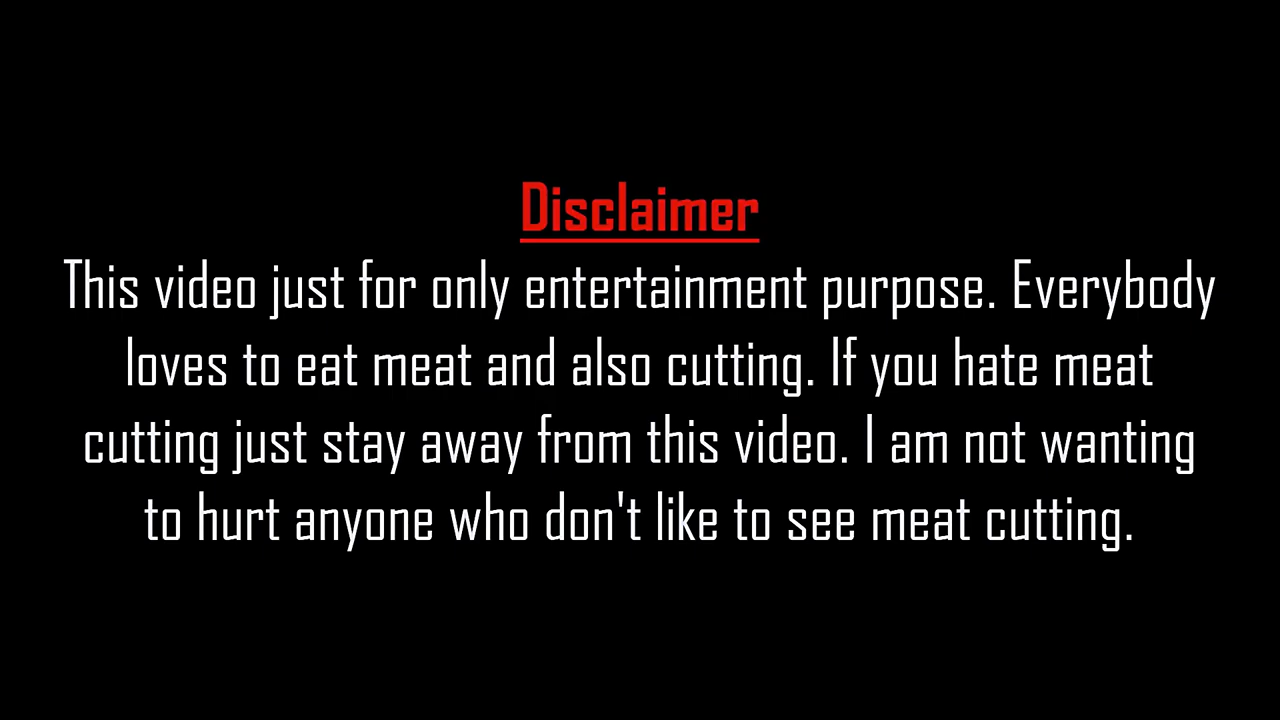 Disclaimer
This video just for only entertainment purpose. Everybody
loves to eat meat and also cutting. If you hate meat
cutting just stay away from this video. I am not wanting
to hurt anyone who don't like to see meat cutting.